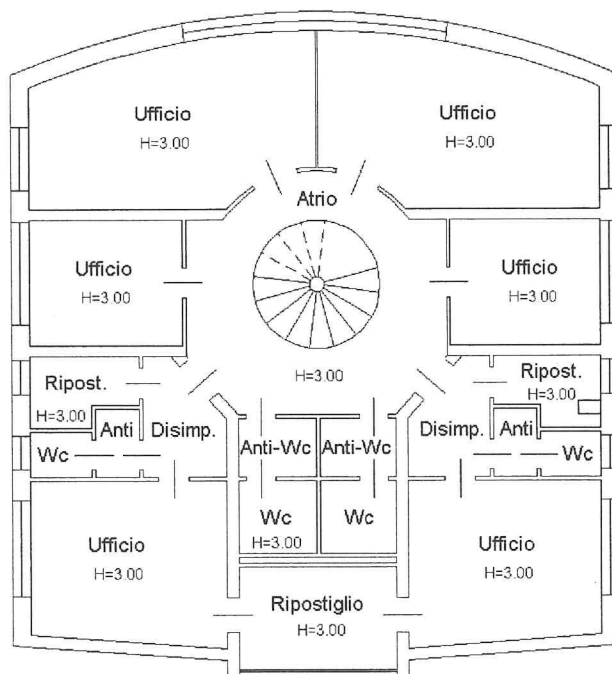 Ufficio
H=3.00
Ufficio
H=3.00
Atrio
Ufficio
H=3.00
Ufficio
H=3.00
H=3.00
Ripost.
H=3.00
Ripost.
H=3.00
Anti
Disimp.
Anti-Wc
Anti-Wc
Disimp.
Anti
Wc
Wc
Wc
H=3.00
Wc
Ufficio
H=3.00
Ufficio
H=3.00
Ripostiglio
H=3.00